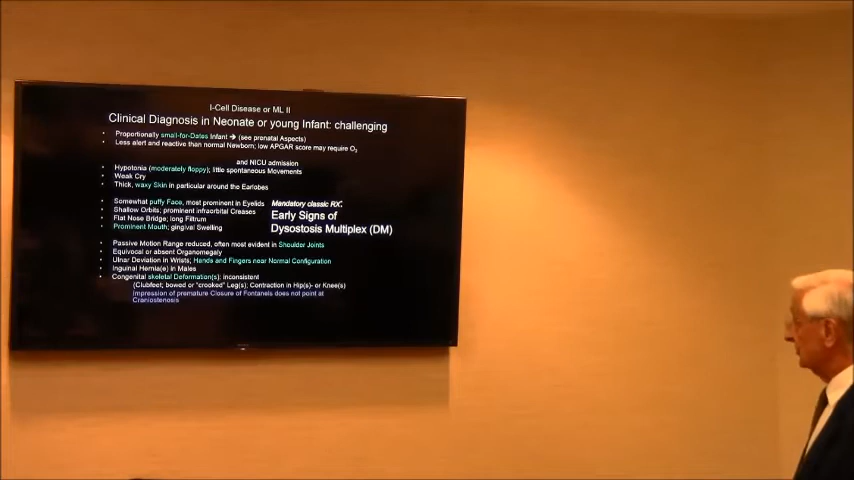 I-Cell Disease or ML II
Clinical Diagnosis in Neonate or young Infant: challenging
• Proportionally small-for-Dates Infant ➔ (see prenatal Aspects)
• Less alert and reactive than normal Newborn; low APGAR score may require O2
and NICU admission
• Hypotonia (moderately floppy); little spontaneous Movements
• Weak Cry
• Thick, waxy Skin in particular around the Earlobes
• Somewhat puffy Face, most prominent in Eyelids
• Shallow Orbits; prominent infraorbital Creases
• Flat Nose Bridge; long Filtrum
• Prominent Mouth; gingival Swelling
Mandatory classic RX:
Early Signs of
Dysostosis Multiplex (DM)
• Passive Motion Range reduced, often most evident in Shoulder Joints
• Equivocal or absent Organomegaly
• Ulnar Deviation in Wrists; Hands and Fingers near Normal Configuration
• Inguinal Hernia(e) in Males
• Congenital skeletal Deformation(s): inconsistent
(Clubfeet; bowed or "crooked" Leg(s); Contraction in Hip(s)- or Knee(s)
Impression of premature Closure of Fontanels does not point at
Craniostenosis